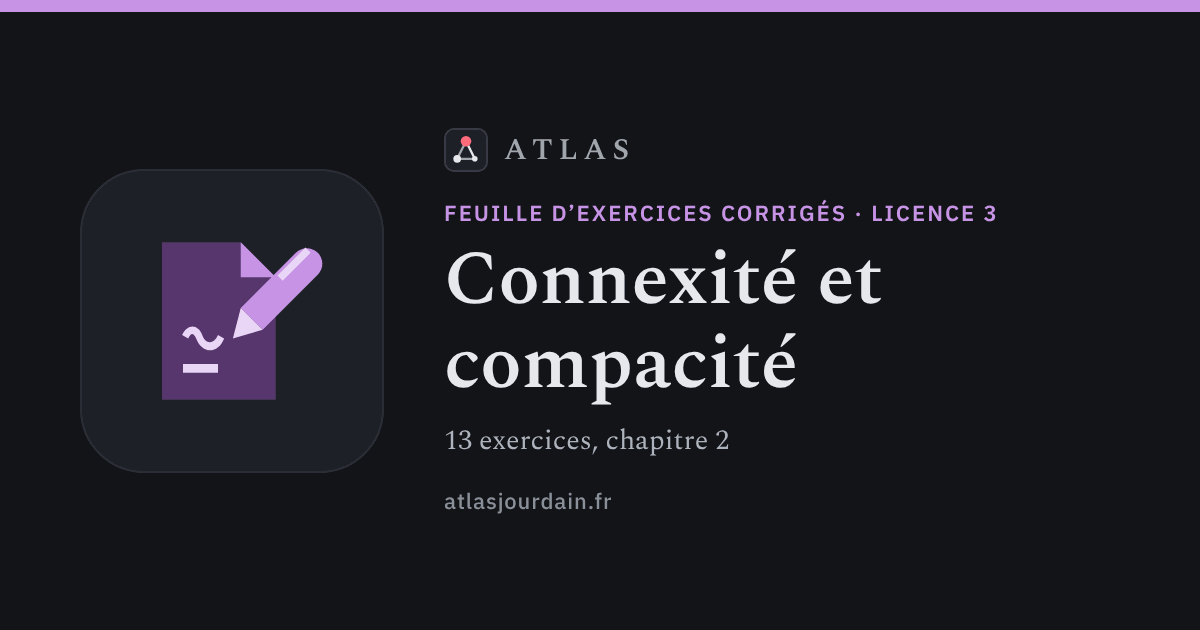 ATLAS
FEUILLE D’EXERCICES CORRIGÉS · LICENCE 3
Connexité et
compacité
13 exercices, chapitre 2
atlasjourdain.fr